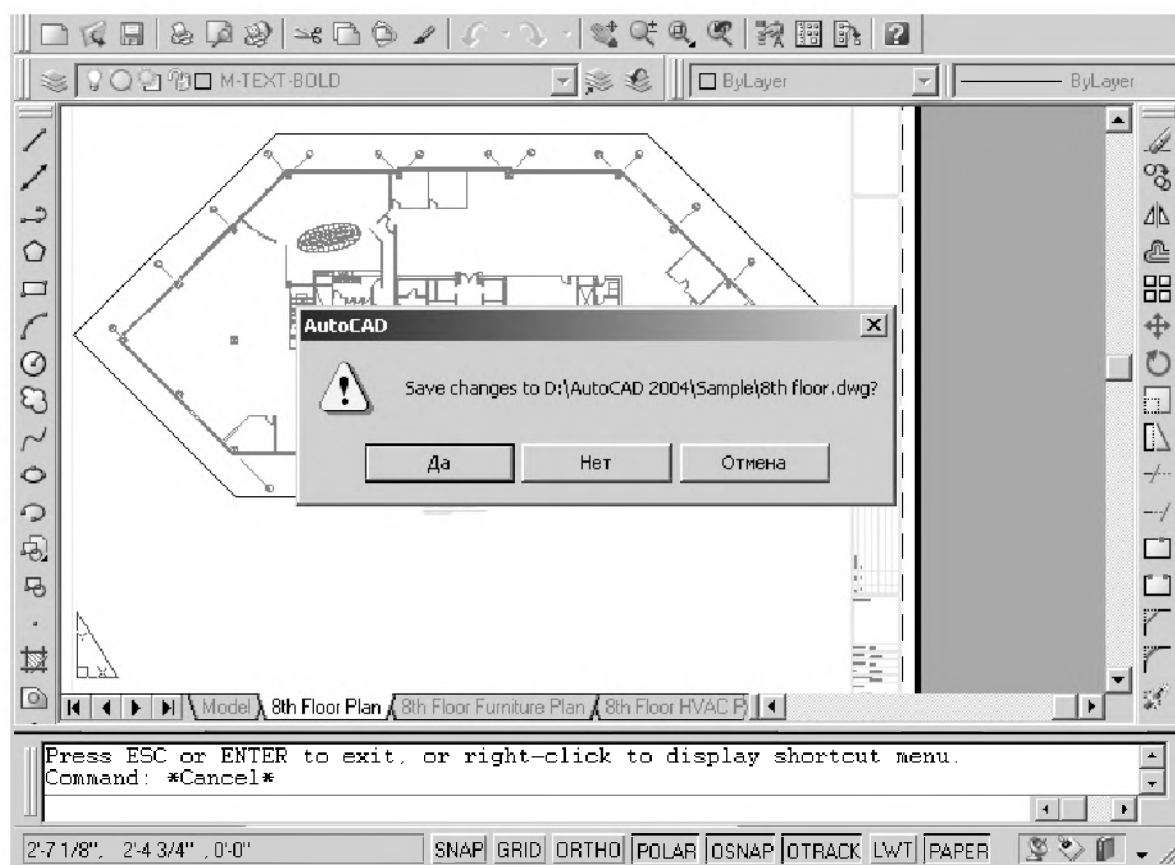 M-TEXT-BOLD
ByLayer
ByLayer
AutoCAD
Save changes to D:\AutoCAD 2004\Sample\8th floor.dwg?
Да Нет Отмена
Model 8th Floor Plan 8th Floor Furniture Plan 8th Floor HVAC P
Press ESC or ENTER to exit, or right-click to display shortcut menu.
Command: *Cancel*
2'-7 1/8", 2'-4 3/4" , 0'-0" SNAP GRID ORTHO POLAR OSNAP OTRACK LWT PAPER